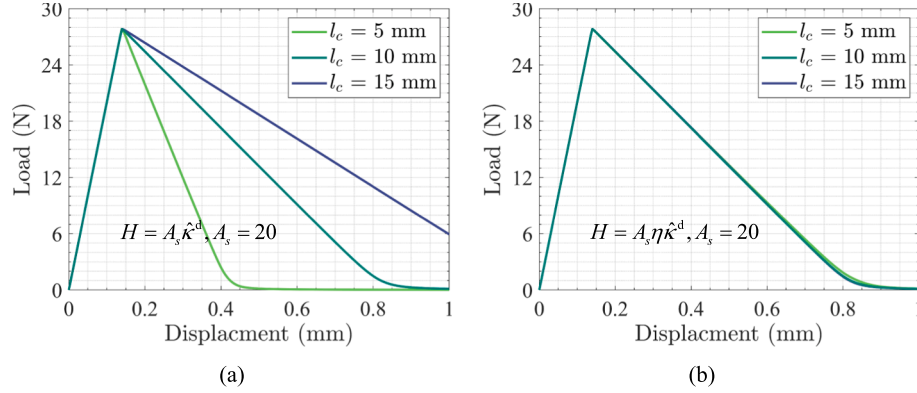 30
24
18
12
6
0
Load (N)
l_c = 5 mm
l_c = 10 mm
l_c = 15 mm
H = A_s κ̂^d, A_s = 20
0 0.2 0.4 0.6 0.8 1
Displacment (mm)
(a)
30
24
18
12
6
0
Load (N)
l_c = 5 mm
l_c = 10 mm
l_c = 15 mm
H = A_s ηκ̂^d, A_s = 20
0 0.2 0.4 0.6 0.8 1
Displacment (mm)
(b)